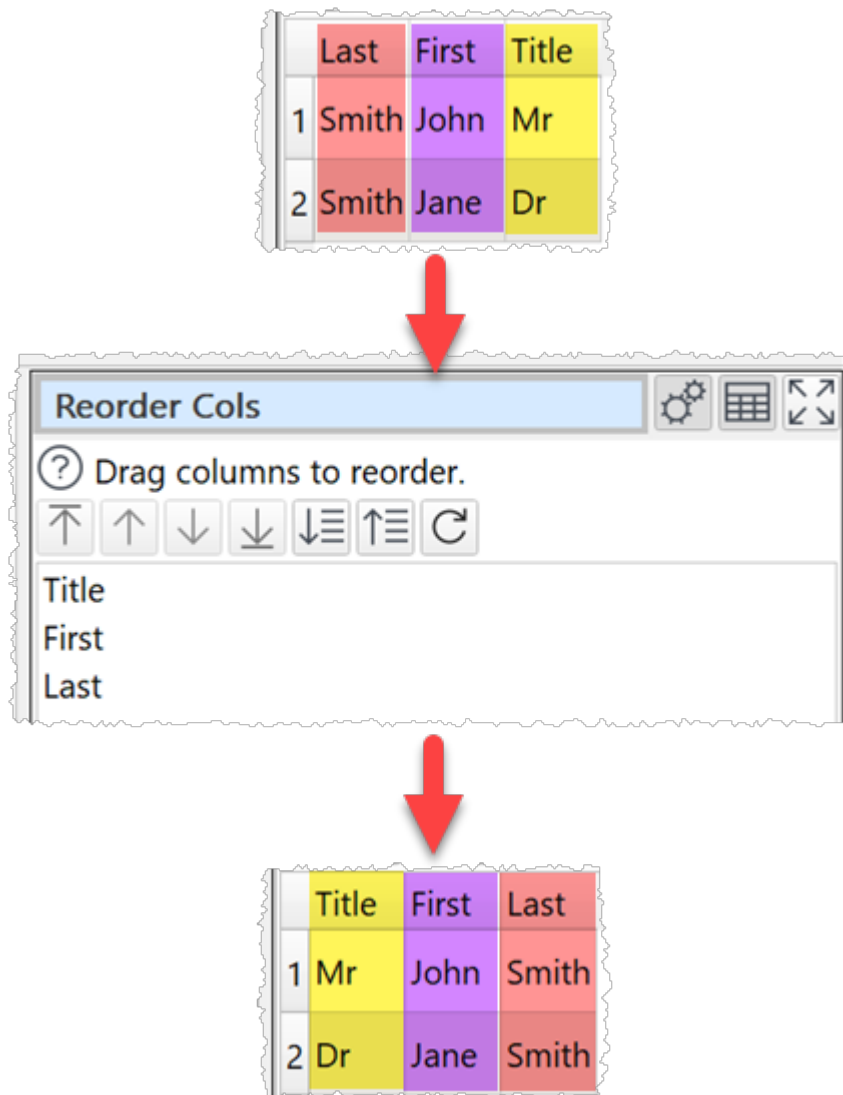 Last First Title
1 Smith John Mr
2 Smith Jane Dr
Reorder Cols
? Drag columns to reorder.
Title
First
Last
Title First Last
1 Mr John Smith
2 Dr Jane Smith